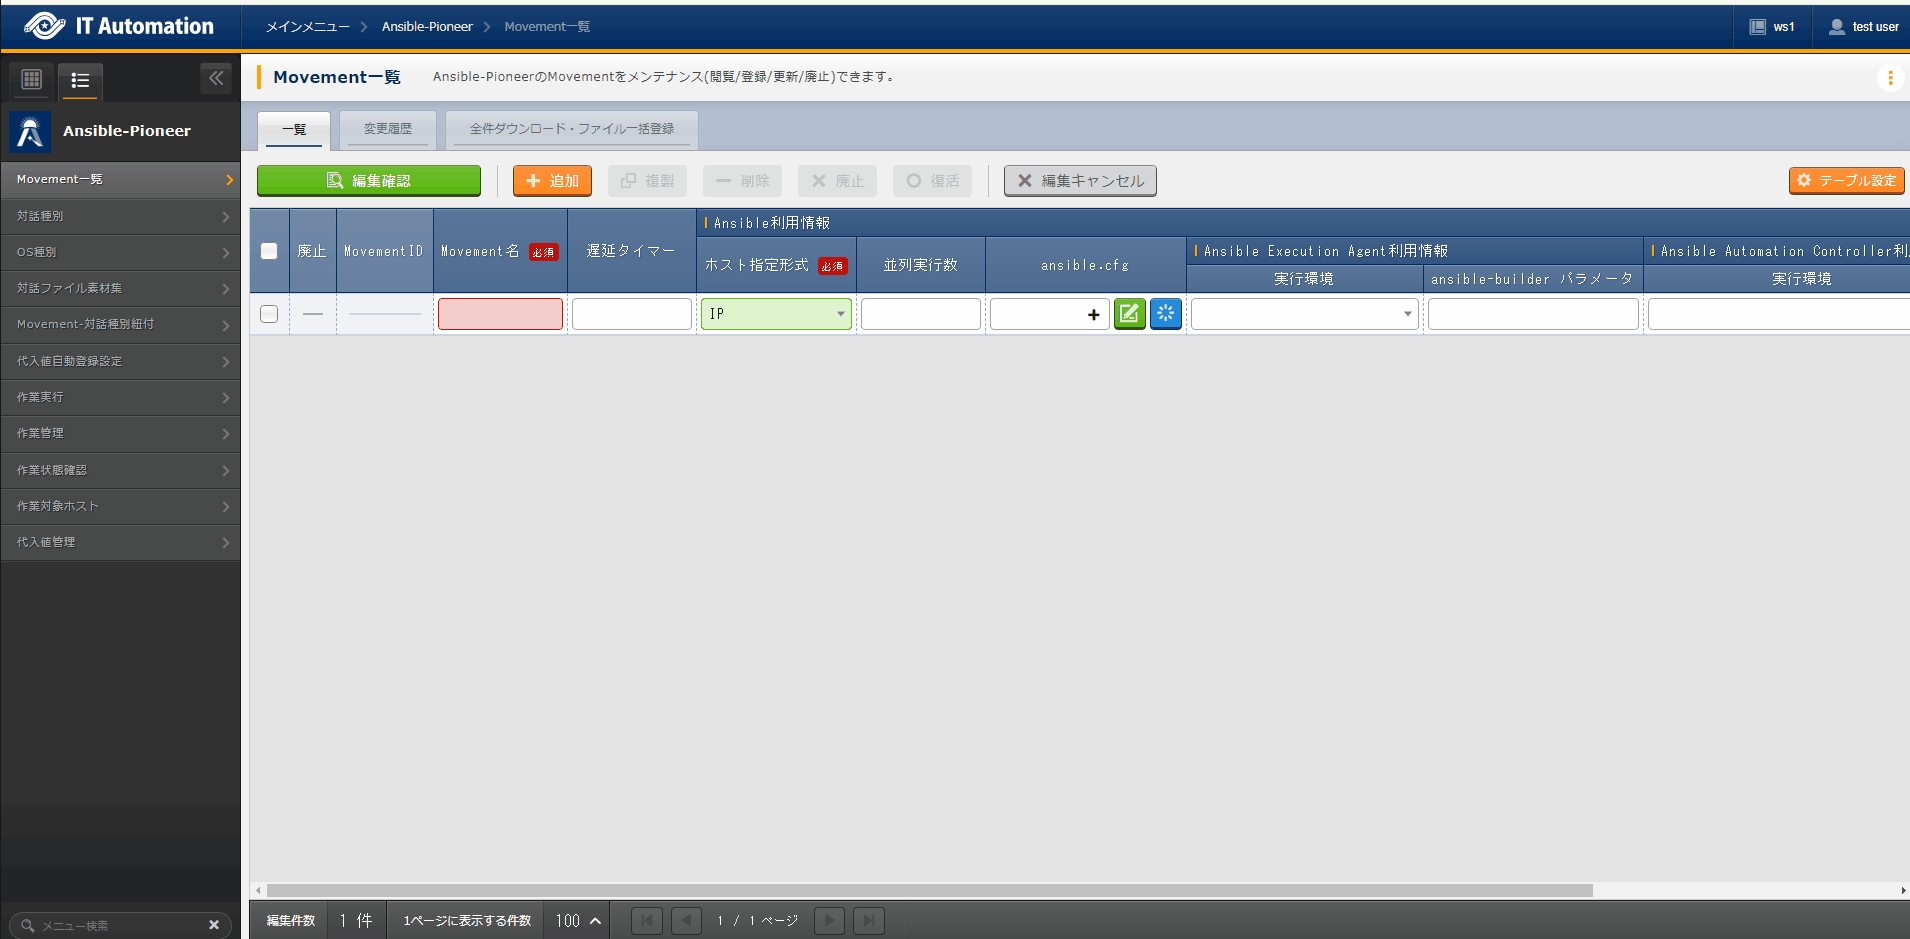 IT Automation
メインメニュー
Ansible-Pioneer
Movement一覧
ws1
test user
Ansible-Pioneer
Movement一覧
対話種別
OS種別
対話ファイル素材集
Movement-対話種別紐付
代入値自動登録設定
作業実行
作業管理
作業状態確認
作業対象ホスト
代入値管理
メニュー検索
Movement一覧 Ansible-PioneerのMovementをメンテナンス(閲覧/登録/更新/廃止)できます。
一覧 変更履歴 全件ダウンロード・ファイル一括登録
編集確認 追加 複製 削除 廃止 復活 編集キャンセル テーブル設定
廃止 MovementID Movement名 必須 遅延タイマー
Ansible利用情報
ホスト指定形式 必須 並列実行数 ansible.cfg
Ansible Execution Agent利用情報 Ansible Automation Controller利
実行環境 ansible-builder パラメータ 実行環境
IP
編集件数 1 件 1ページに表示する件数 100 1 / 1 ページ